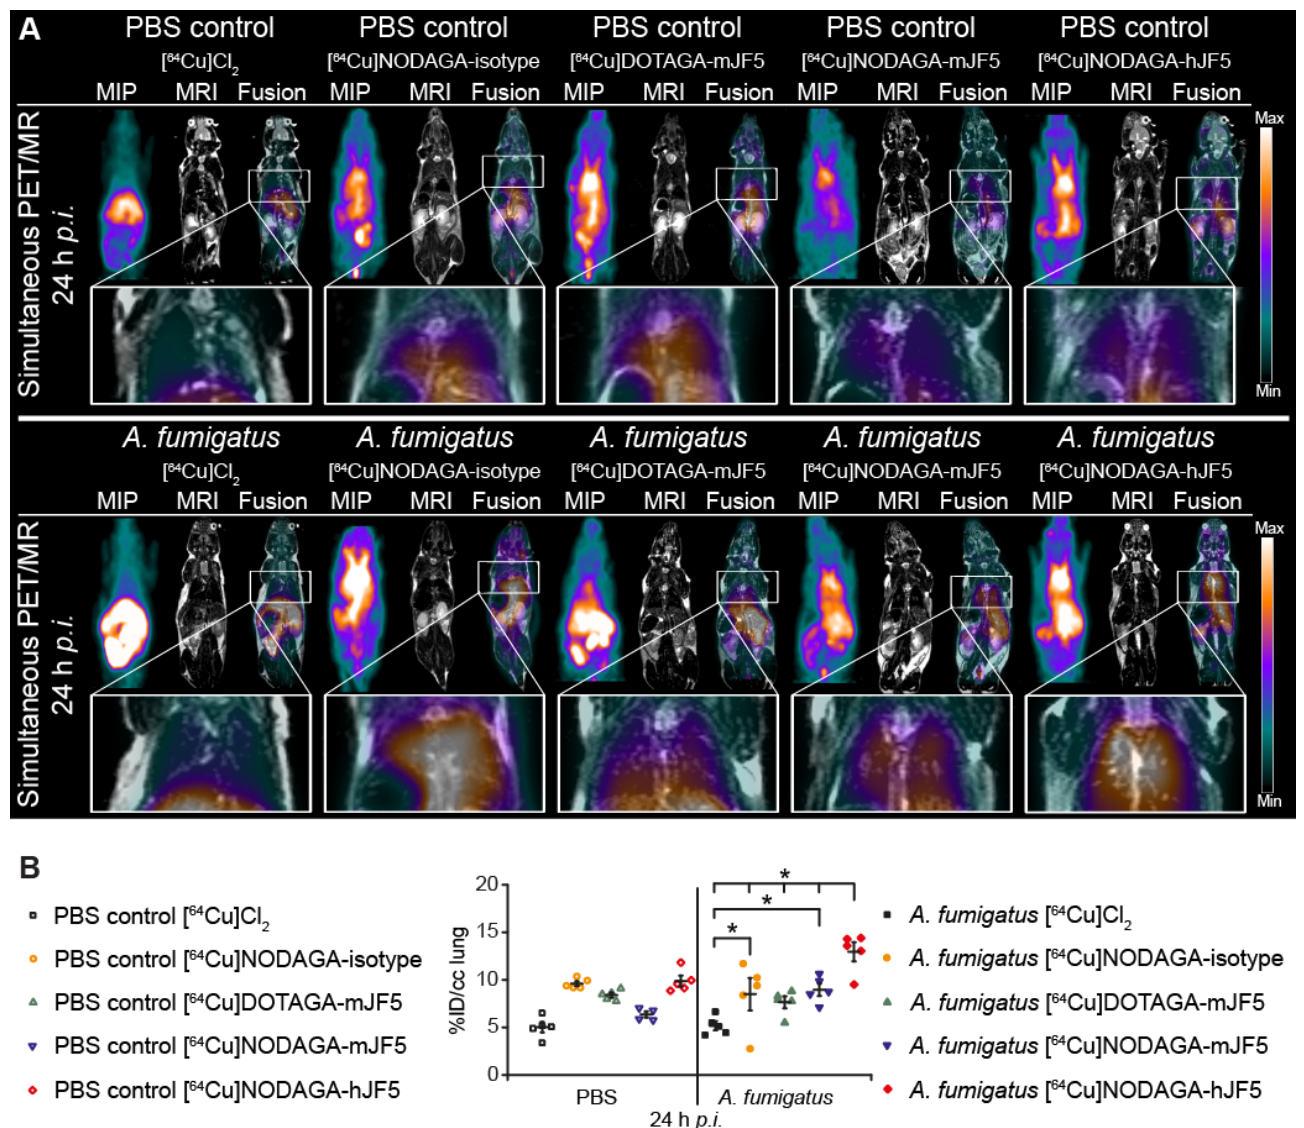 A
PBS control PBS control PBS control PBS control PBS control
[⁶⁴Cu]Cl₂ [⁶⁴Cu]NODAGA-isotype [⁶⁴Cu]DOTAGA-mJF5 [⁶⁴Cu]NODAGA-mJF5 [⁶⁴Cu]NODAGA-hJF5
MIP MRI Fusion MIP MRI Fusion MIP MRI Fusion MIP MRI Fusion MIP MRI Fusion
Simultaneous PET/MR
24 h p.i.
Max
Min
A. fumigatus A. fumigatus A. fumigatus A. fumigatus A. fumigatus
[⁶⁴Cu]Cl₂ [⁶⁴Cu]NODAGA-isotype [⁶⁴Cu]DOTAGA-mJF5 [⁶⁴Cu]NODAGA-mJF5 [⁶⁴Cu]NODAGA-hJF5
MIP MRI Fusion MIP MRI Fusion MIP MRI Fusion MIP MRI Fusion MIP MRI Fusion
Simultaneous PET/MR
24 h p.i.
Max
Min
B
PBS control [⁶⁴Cu]Cl₂
PBS control [⁶⁴Cu]NODAGA-isotype
PBS control [⁶⁴Cu]DOTAGA-mJF5
PBS control [⁶⁴Cu]NODAGA-mJF5
PBS control [⁶⁴Cu]NODAGA-hJF5
%ID/cc lung
20
15
10
5
0
*
*
*
PBS A. fumigatus
24 h p.i.
A. fumigatus [⁶⁴Cu]Cl₂
A. fumigatus [⁶⁴Cu]NODAGA-isotype
A. fumigatus [⁶⁴Cu]DOTAGA-mJF5
A. fumigatus [⁶⁴Cu]NODAGA-mJF5
A. fumigatus [⁶⁴Cu]NODAGA-hJF5